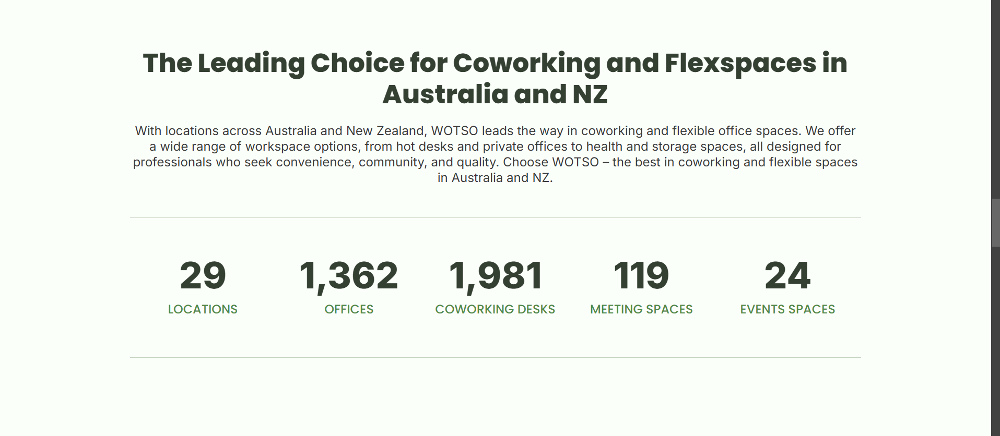 The Leading Choice for Coworking and Flexspaces in
Australia and NZ
With locations across Australia and New Zealand, WOTSO leads the way in coworking and flexible office spaces. We offer
a wide range of workspace options, from hot desks and private offices to health and storage spaces, all designed for
professionals who seek convenience, community, and quality. Choose WOTSO – the best in coworking and flexible spaces
in Australia and NZ.
29
LOCATIONS
1,362
OFFICES
1,981
COWORKING DESKS
119
MEETING SPACES
24
EVENTS SPACES